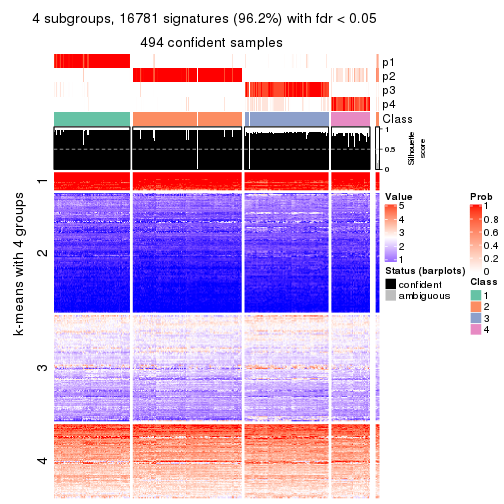 4 subgroups, 16781 signatures (96.2%) with fdr < 0.05
494 confident samples
p1
p2
p3
p4
Class
1
0.5
0
Silhouette
score
k-means with 4 groups
1
2
3
4
Value
5
4
3
2
1
Status (barplots)
confident
ambiguous
Prob
1
0.8
0.6
0.4
0.2
0
Class
1
2
3
4